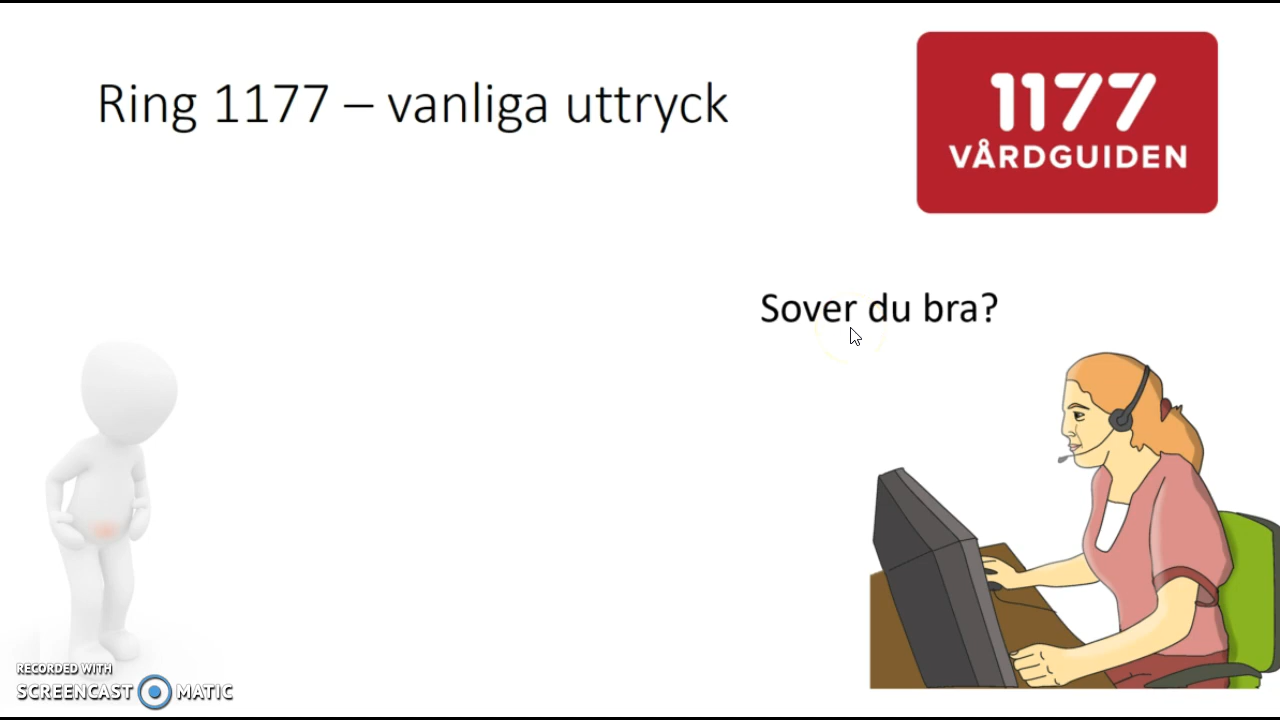 Ring 1177 – vanliga uttryck
1177
VÅRDGUIDEN
Sover du bra?
RECORDED WITH
SCREENCAST MATIC